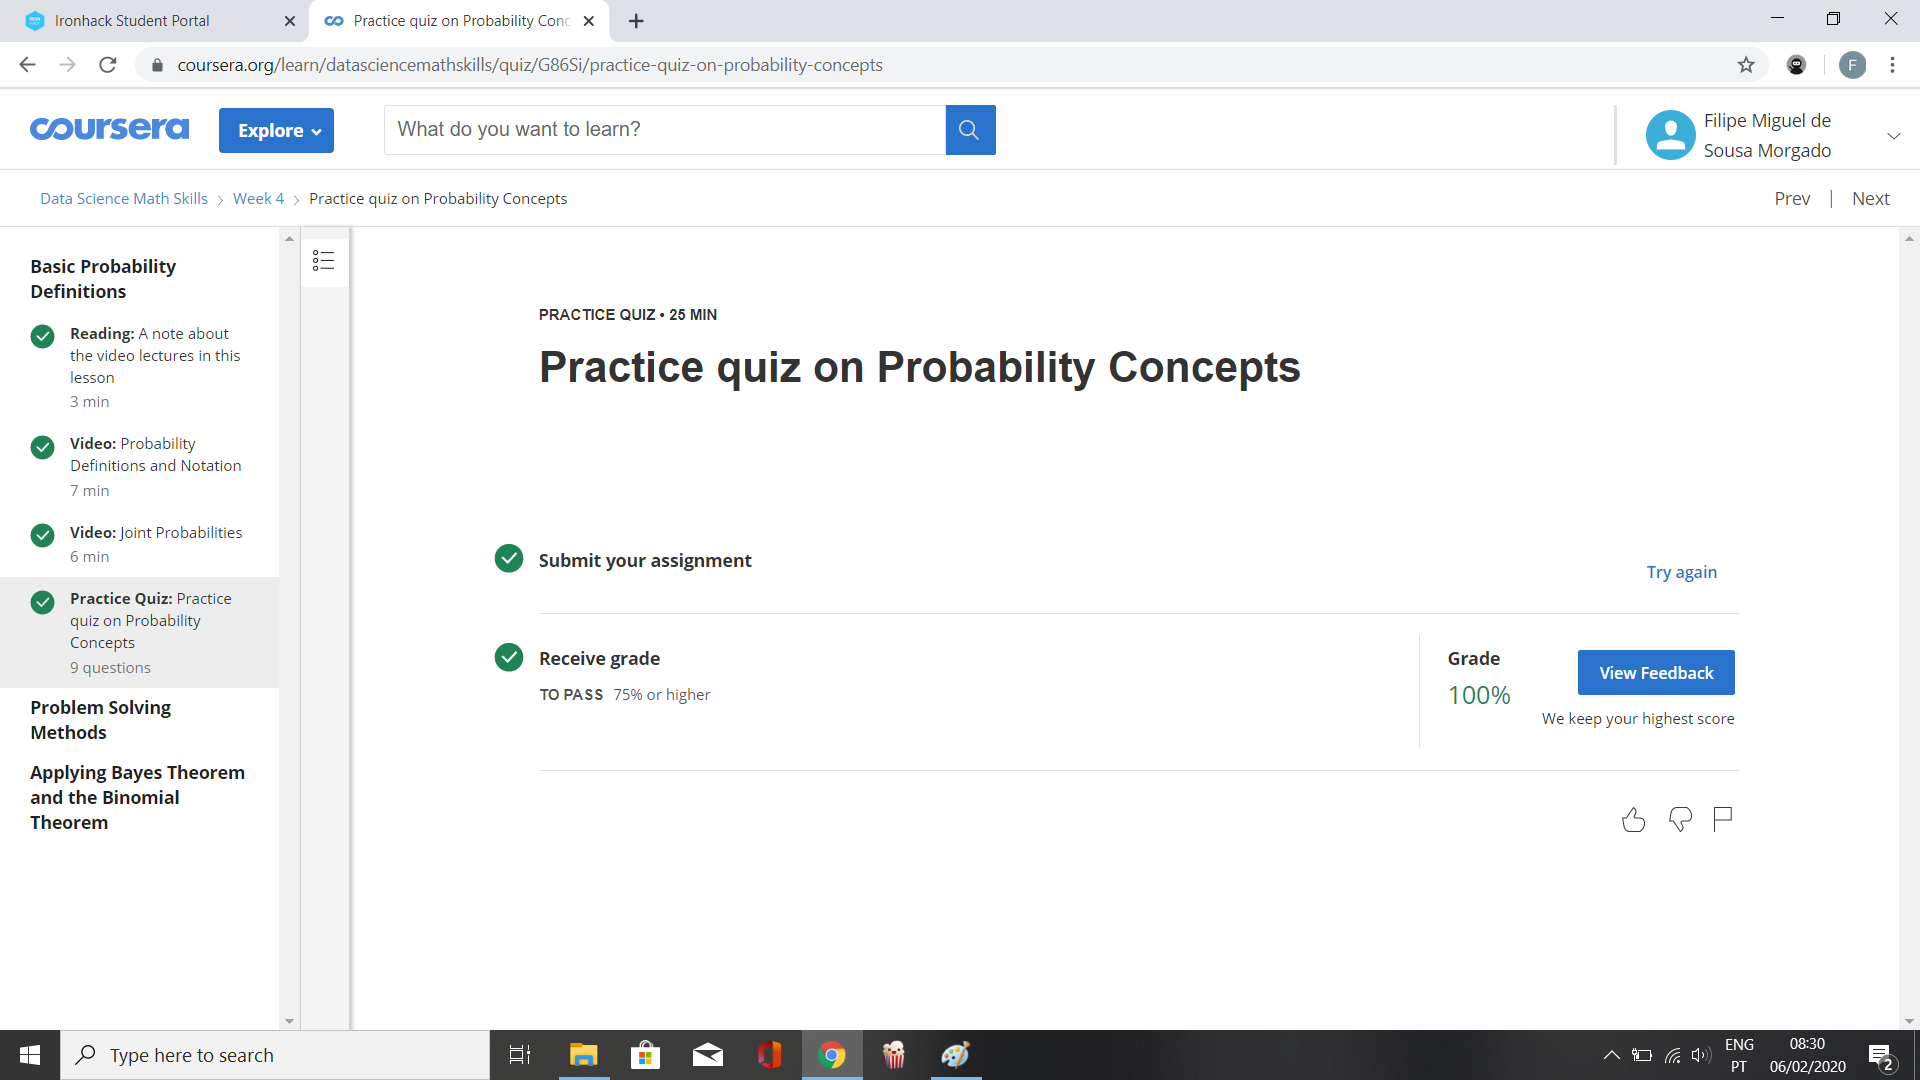 Ironhack Student Portal
Practice quiz on Probability Conc
coursera.org/learn/datasciencemathskills/quiz/G86Si/practice-quiz-on-probability-concepts
F
coursera
Explore
What do you want to learn?
Filipe Miguel de
Sousa Morgado
Data Science Math Skills > Week 4 > Practice quiz on Probability Concepts
Prev | Next
Basic Probability
Definitions
Reading: A note about
the video lectures in this
lesson
3 min
Video: Probability
Definitions and Notation
7 min
Video: Joint Probabilities
6 min
Practice Quiz: Practice
quiz on Probability
Concepts
9 questions
Problem Solving
Methods
Applying Bayes Theorem
and the Binomial
Theorem
PRACTICE QUIZ • 25 MIN
Practice quiz on Probability Concepts
Submit your assignment
Try again
Receive grade
TO PASS 75% or higher
Grade
100%
View Feedback
We keep your highest score
Type here to search
ENG
PT
08:30
06/02/2020
2